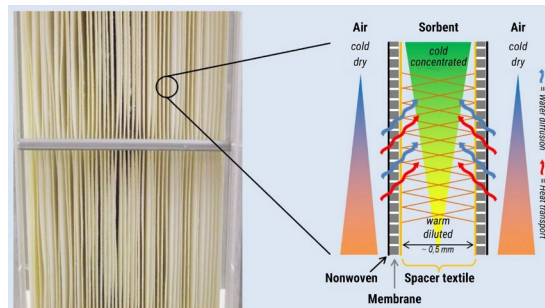 Air
Sorbent
Air
cold
dry
cold
concentrated
cold
dry
= Water intrusion
= Heat transport
warm
diluted
~ 0,5 mm
Nonwoven
Spacer textile
Membrane